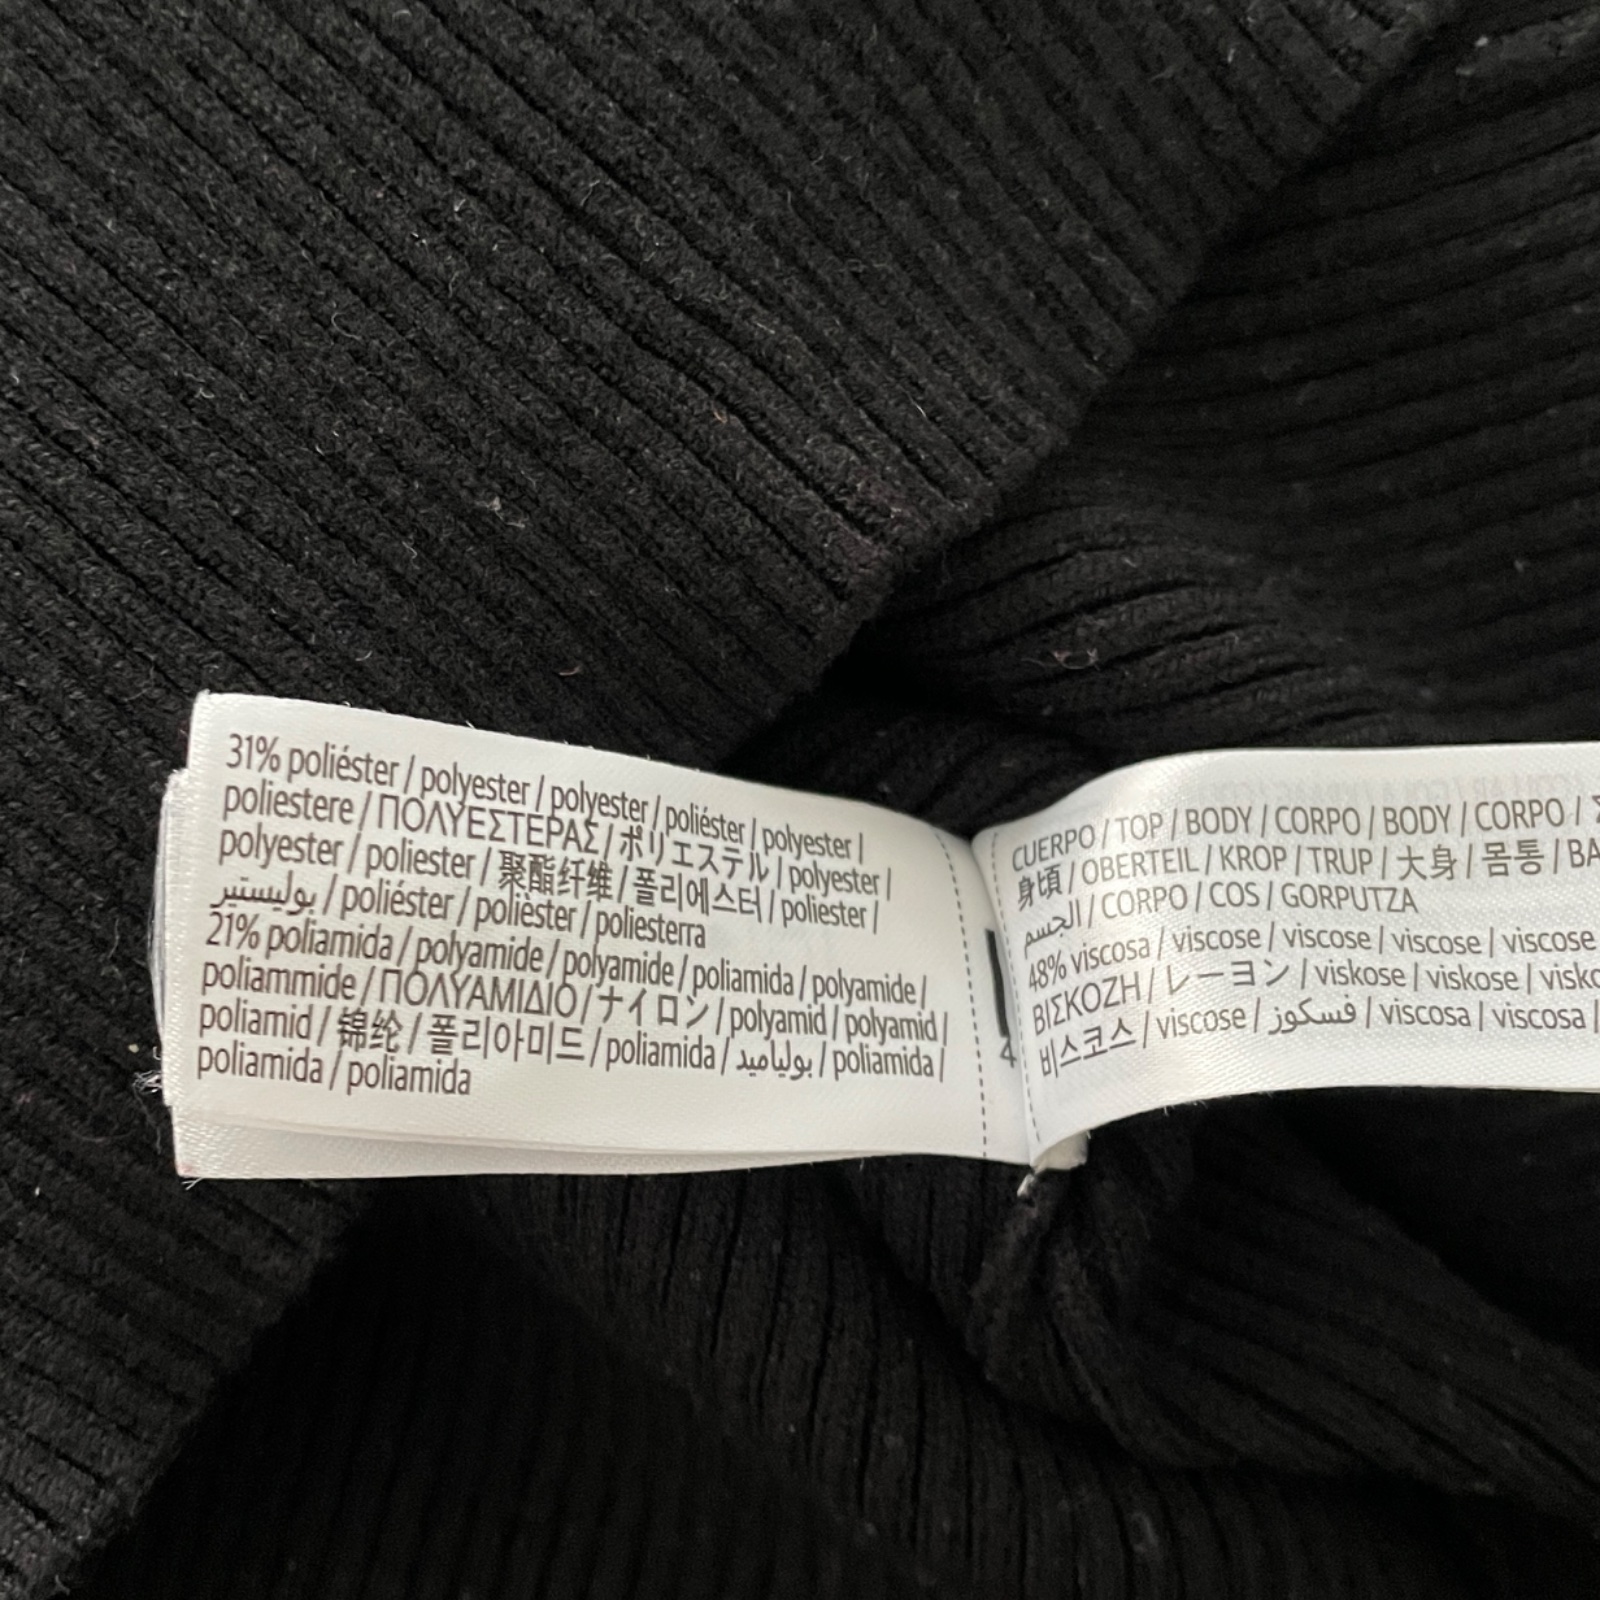 31% poliéster / polyester / polyester / poliéster / polyester /
poliestere / ΠΟΛΥΕΣΤΕΡΑΣ / ポリエステル / polyester /
polyester / poliester / 聚酯纤维 / 폴리에스터 / poliester /
بوليستير / poliéster / polièster / poliesterra
21% poliamida / polyamide / polyamide / poliamida / polyamide /
poliammide / ΠΟΛΥΑΜΙΔΙΟ / ナイロン / polyamid / polyamid /
poliamid / 锦纶 / 폴리아미드 / poliamida / بولياميد / poliamida /
poliamida / poliamida
4
CUERPO / TOP / BODY / CORPO / BODY / CORPO /
身頃 / OBERTEIL / KROP / TRUP / 大身 / 몸통 /
الجسم / CORPO / COS / GORPUTZA
48% viscosa / viscose / viscose / viscose / viscose
ΒΙΣΚΟΖΗ / レーヨン / viskose / viskose /
비스코스 / viscose / فسكوز / viscosa / viscosa /